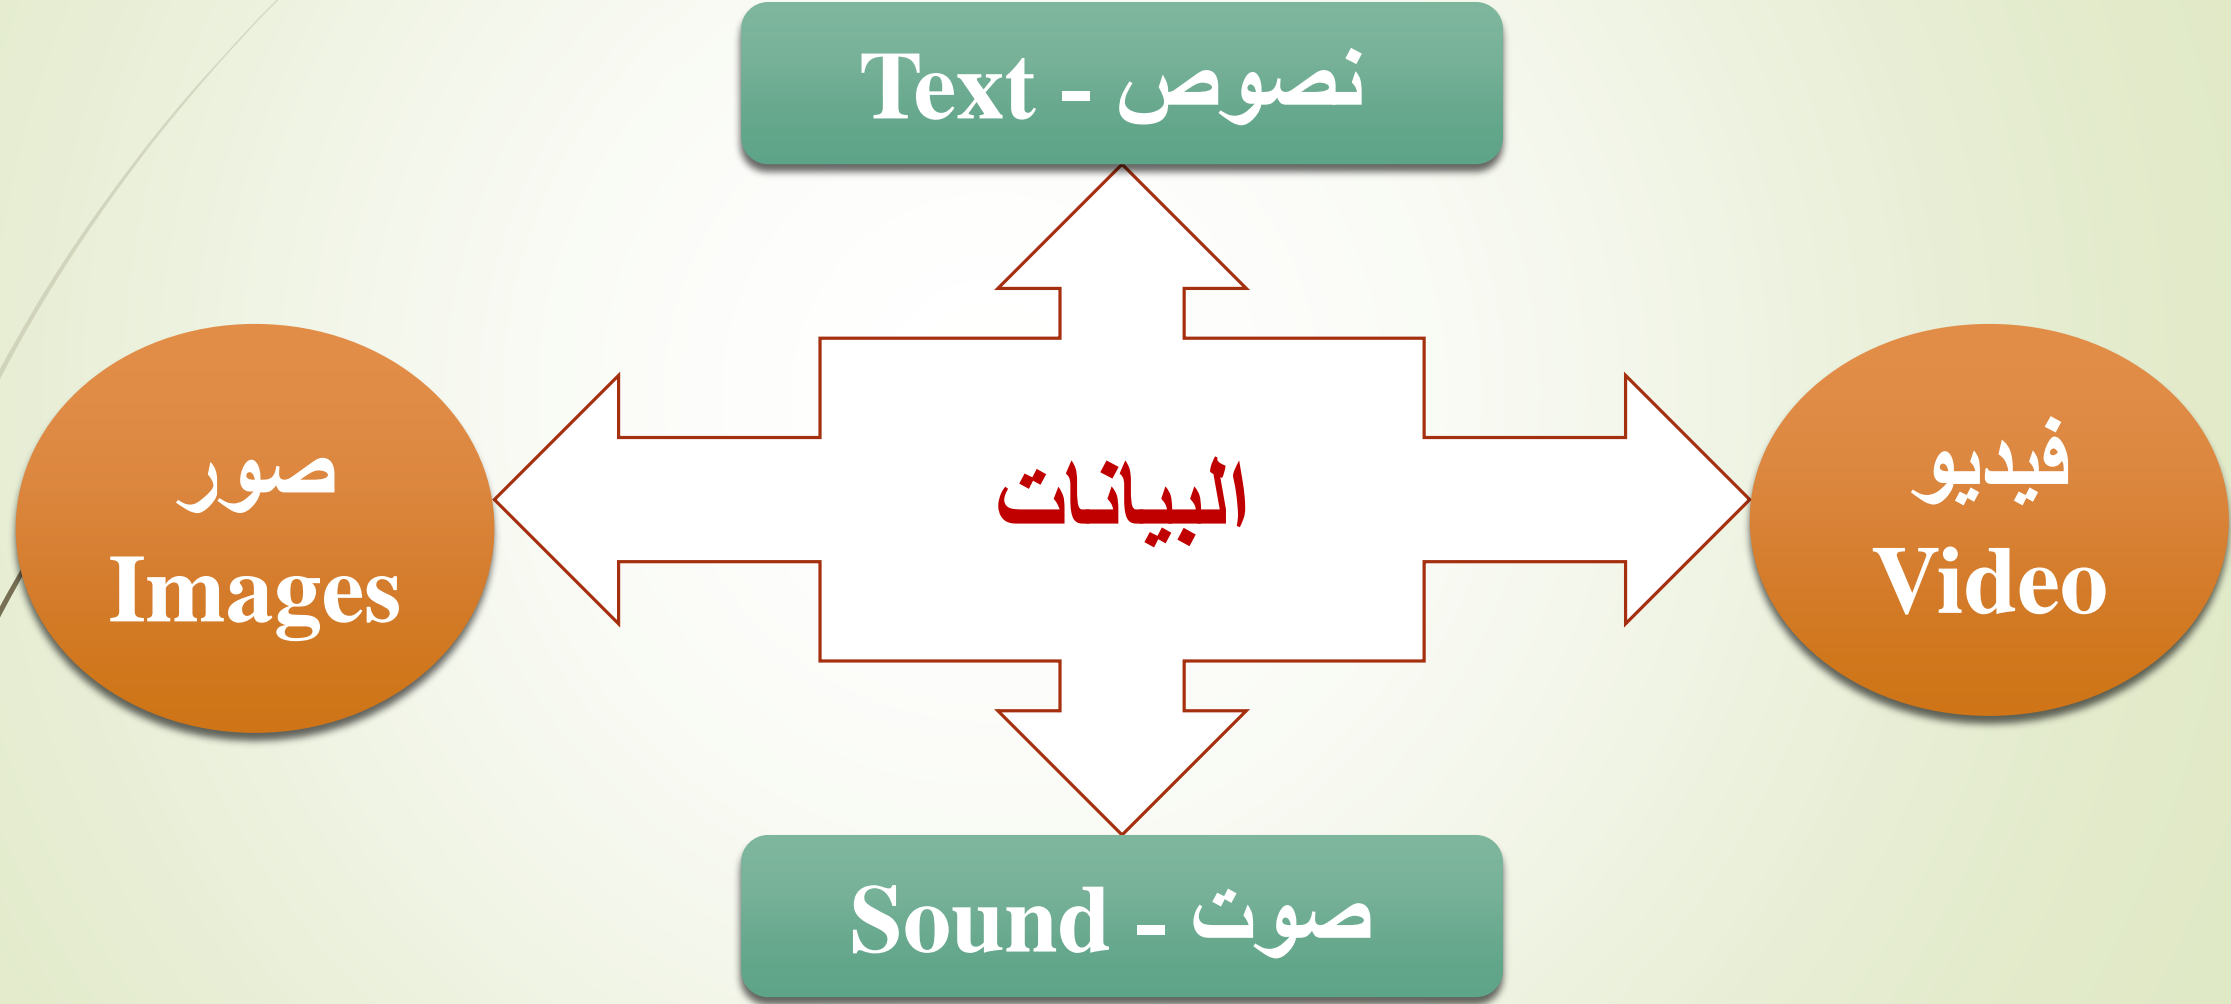 نصوص - Text
صور
Images
البيانات
فيديو
Video
صوت - Sound